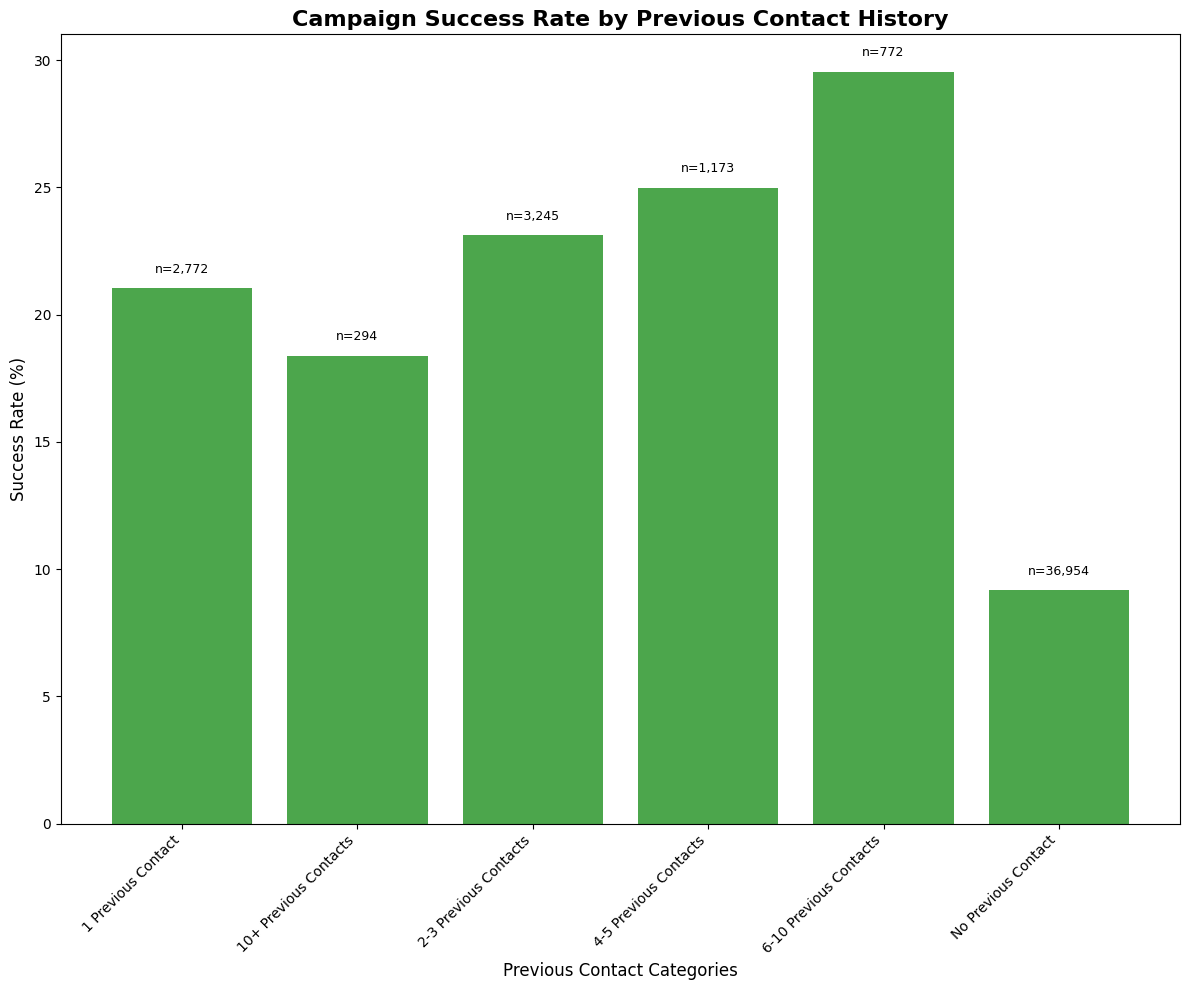 Campaign Success Rate by Previous Contact History
Success Rate (%)
30
25
20
15
10
5
0
n=2,772
n=294
n=3,245
n=1,173
n=772
n=36,954
1 Previous Contact
10+ Previous Contacts
2-3 Previous Contacts
4-5 Previous Contacts
6-10 Previous Contacts
No Previous Contact
Previous Contact Categories